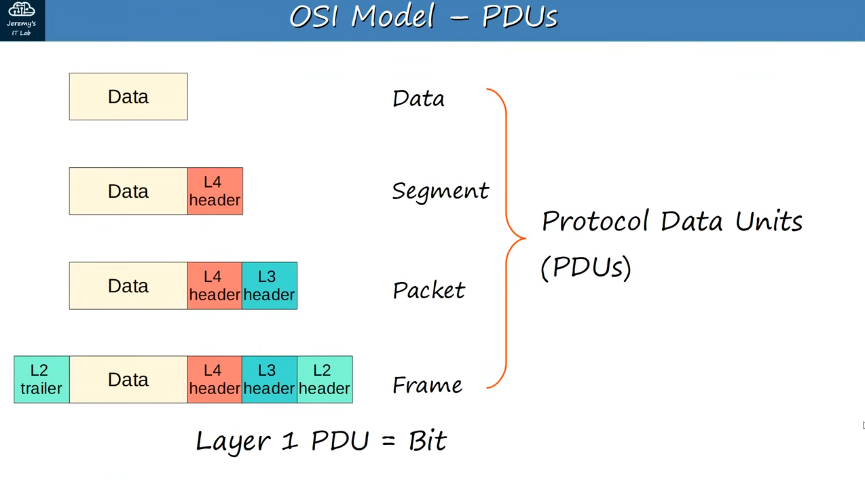 OSI Model – PDUs
Jeremy's
IT Lab
Data
Data
Data
L4
header
Segment
Protocol Data Units
(PDUs)
Data
L4
header
L3
header
Packet
L2
trailer
Data
L4
header
L3
header
L2
header
Frame
Layer 1 PDU = Bit